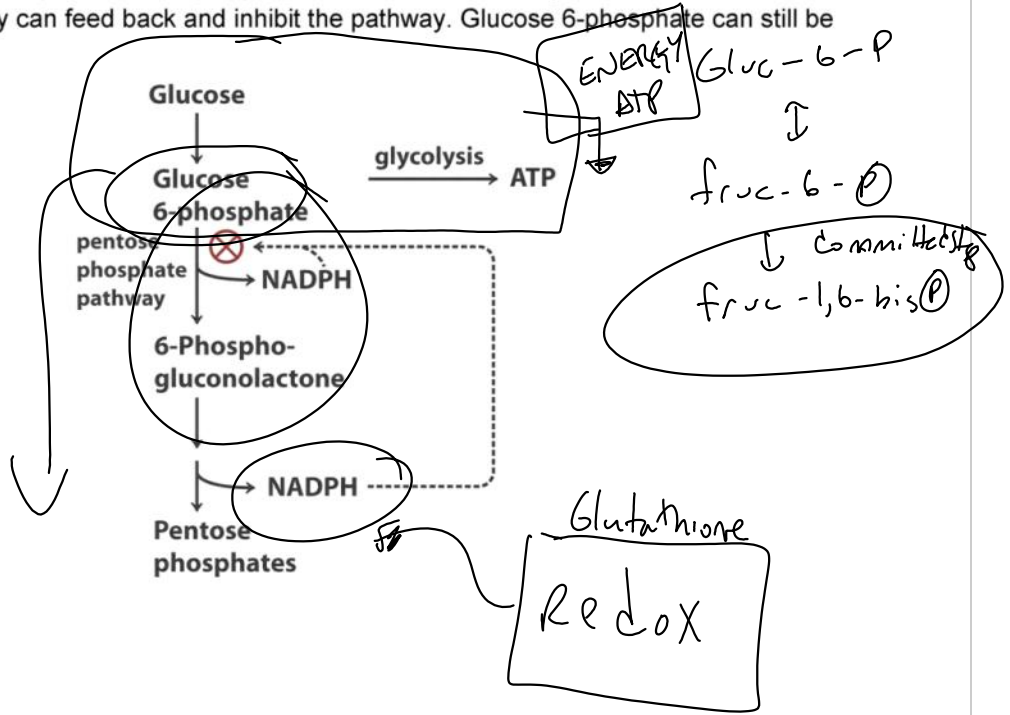 y can feed back and inhibit the pathway. Glucose 6-phosphate can still be
ENERGY
ATP
Gluc-6-P
Glucose
glycolysis
ATP
Glucose
6-phosphate
fruc-6-P
pentose
phosphate
pathway
NADPH
committed step
fruc-1,6-bisP
6-Phospho-
gluconolactone
NADPH
Pentose
phosphates
Glutathione
Redox